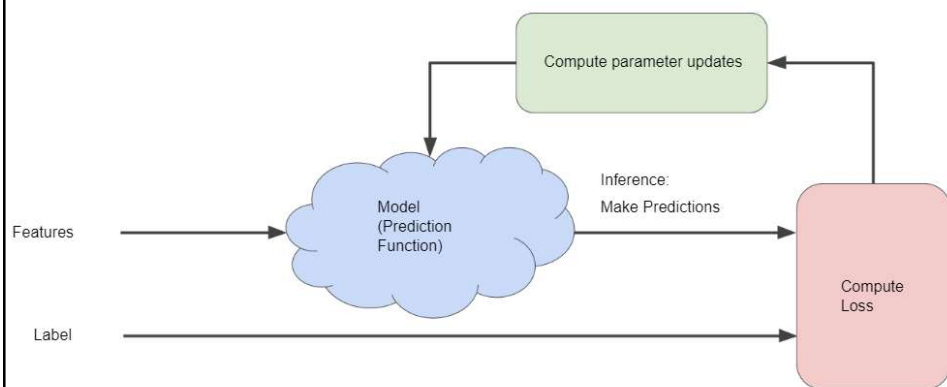 Compute parameter updates
Inference:
Make Predictions
Model
(Prediction
Function)
Features
Compute
Loss
Label